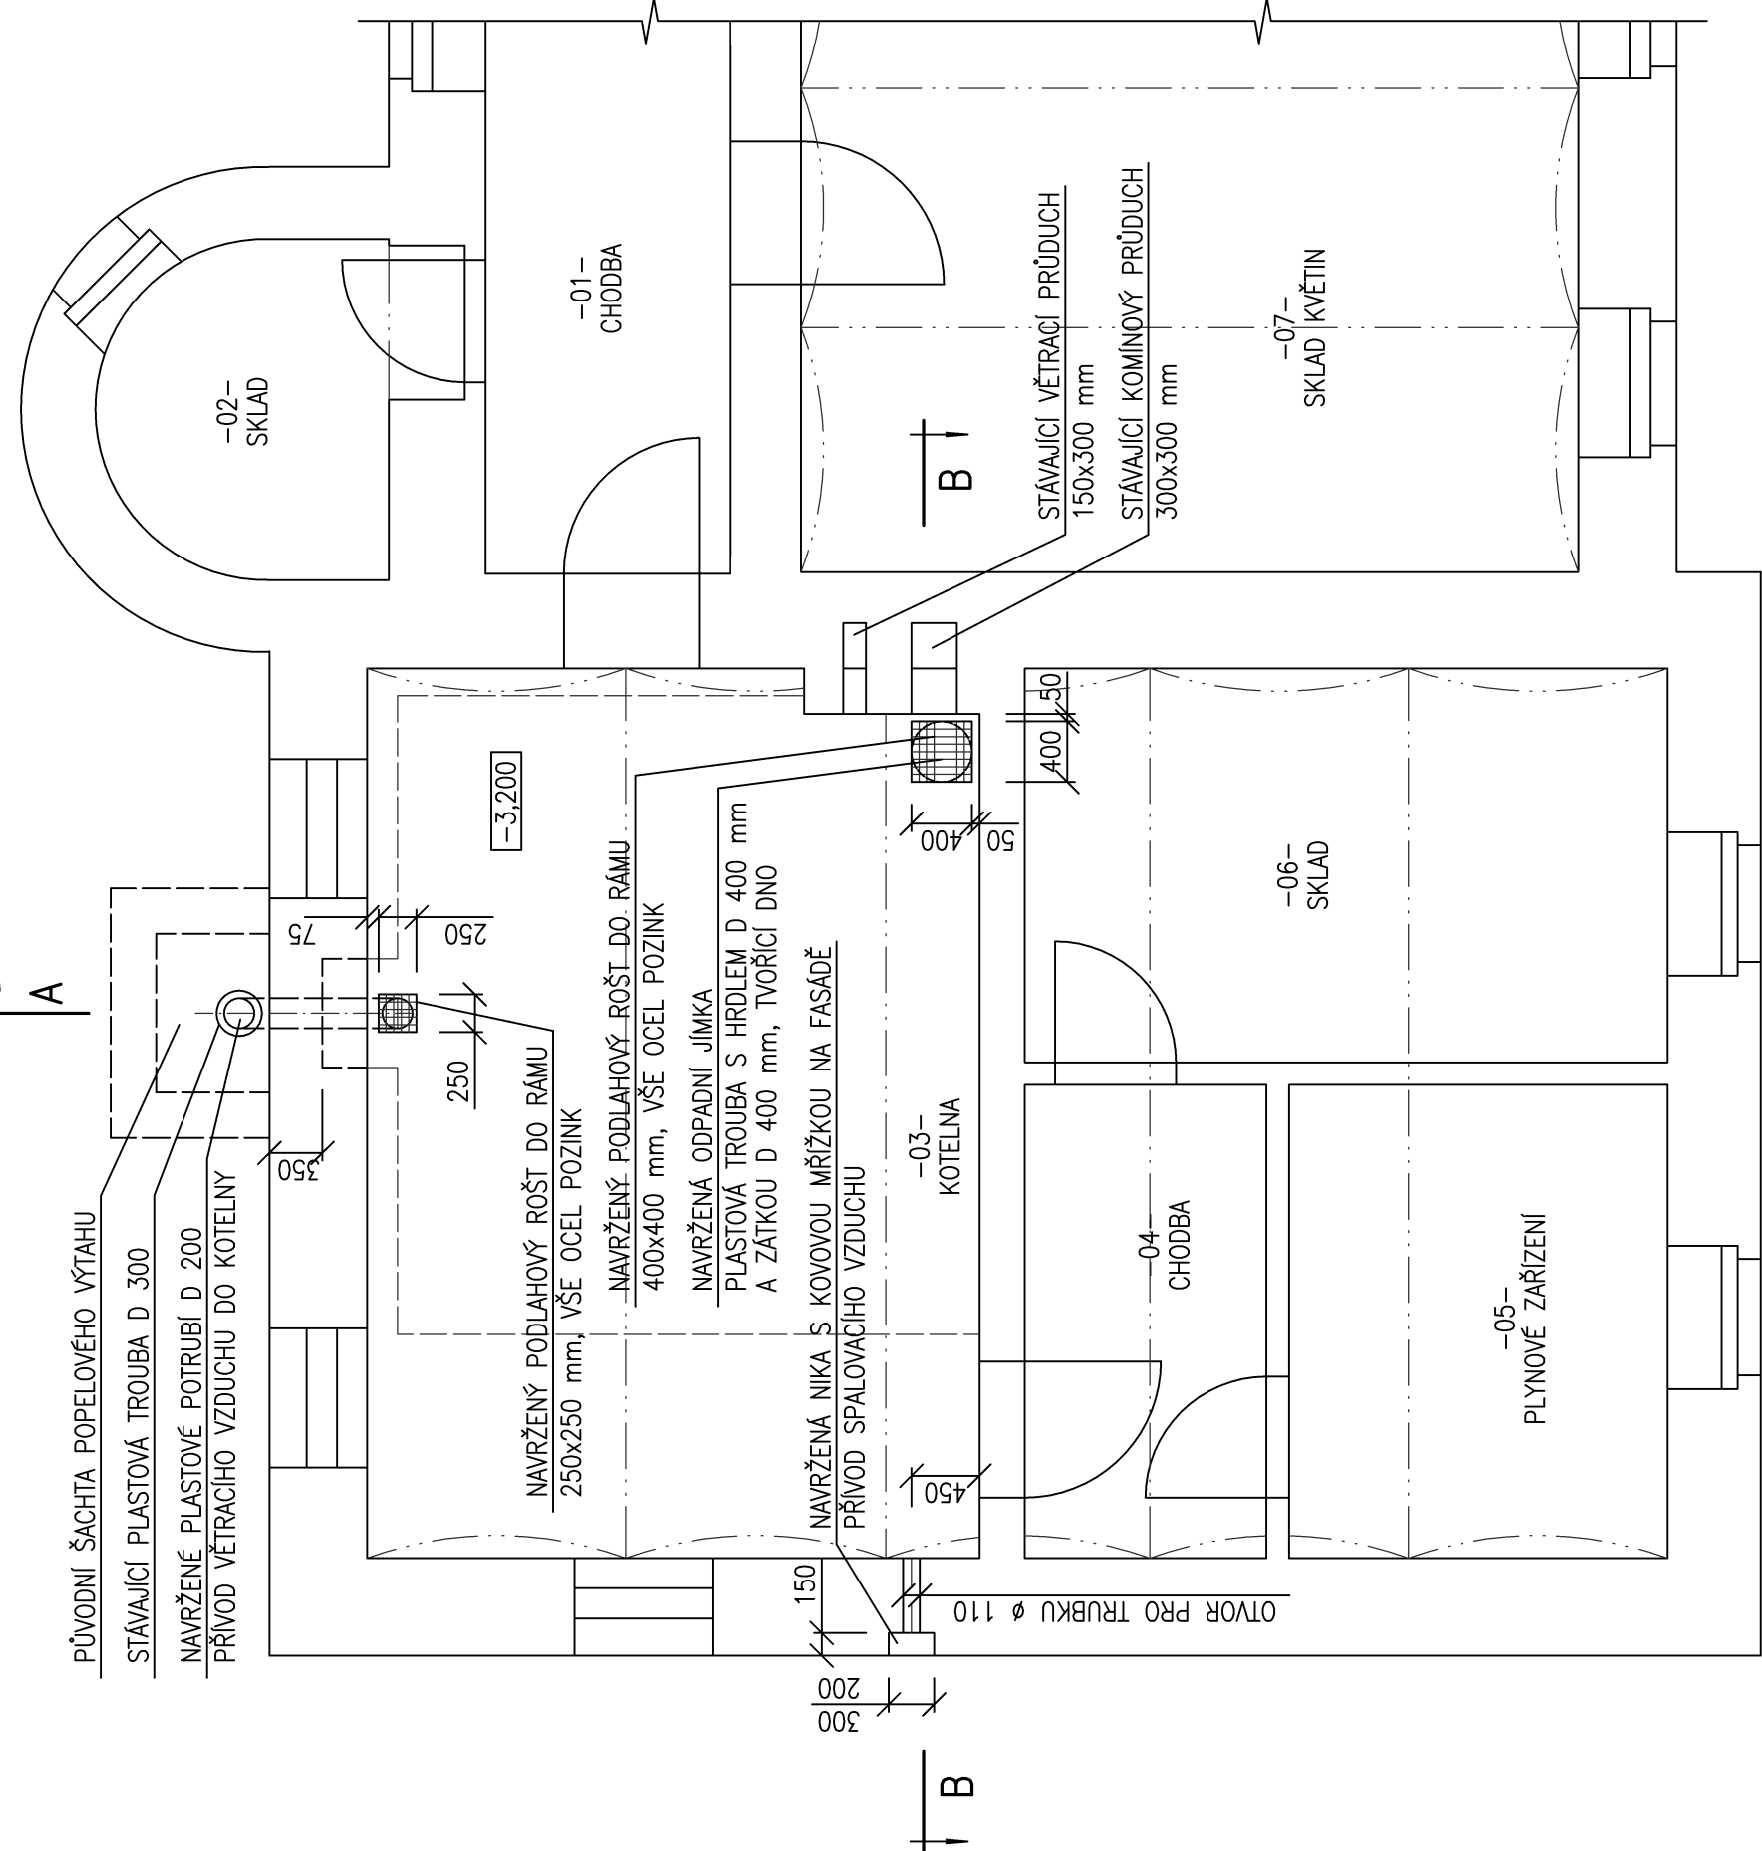 A
PŮVODNÍ ŠACHTA POPELOVÉHO VÝTAHU
STÁVAJÍCÍ PLASTOVÁ TROUBA D 300
NAVRŽENÉ PLASTOVÉ POTRUBÍ D 200
PŘÍVOD VĚTRACÍHO VZDUCHU DO KOTELNY
350
75
250
250
-02-
SKLAD
-01-
CHODBA
-3,200
NAVRŽENÝ PODLAHOVÝ ROŠT DO RÁMU
250x250 mm, VŠE OCEL POZINK
NAVRŽENÝ PODLAHOVÝ ROŠT DO RÁMU
400x400 mm, VŠE OCEL POZINK
NAVRŽENÁ ODPADNÍ JÍMKA
PLASTOVÁ TROUBA S HRDLEM D 400 mm
A ZÁTKOU D 400 mm, TVOŘÍCÍ DNO
NAVRŽENÁ NIKA S KOVOVOU MŘÍŽKOU NA FASÁDĚ
PŘÍVOD SPALOVACÍHO VZDUCHU
-03-
KOTELNA
400
50
400
50
450
150
200
300
OTVOR PRO TRUBKU ø 110
B
B
STÁVAJÍCÍ VĚTRACÍ PRŮDUCH
150x300 mm
STÁVAJÍCÍ KOMÍNOVÝ PRŮDUCH
300x300 mm
-07-
SKLAD KVĚTIN
-06-
SKLAD
-04-
CHODBA
-05-
PLYNOVÉ ZAŘÍZENÍ